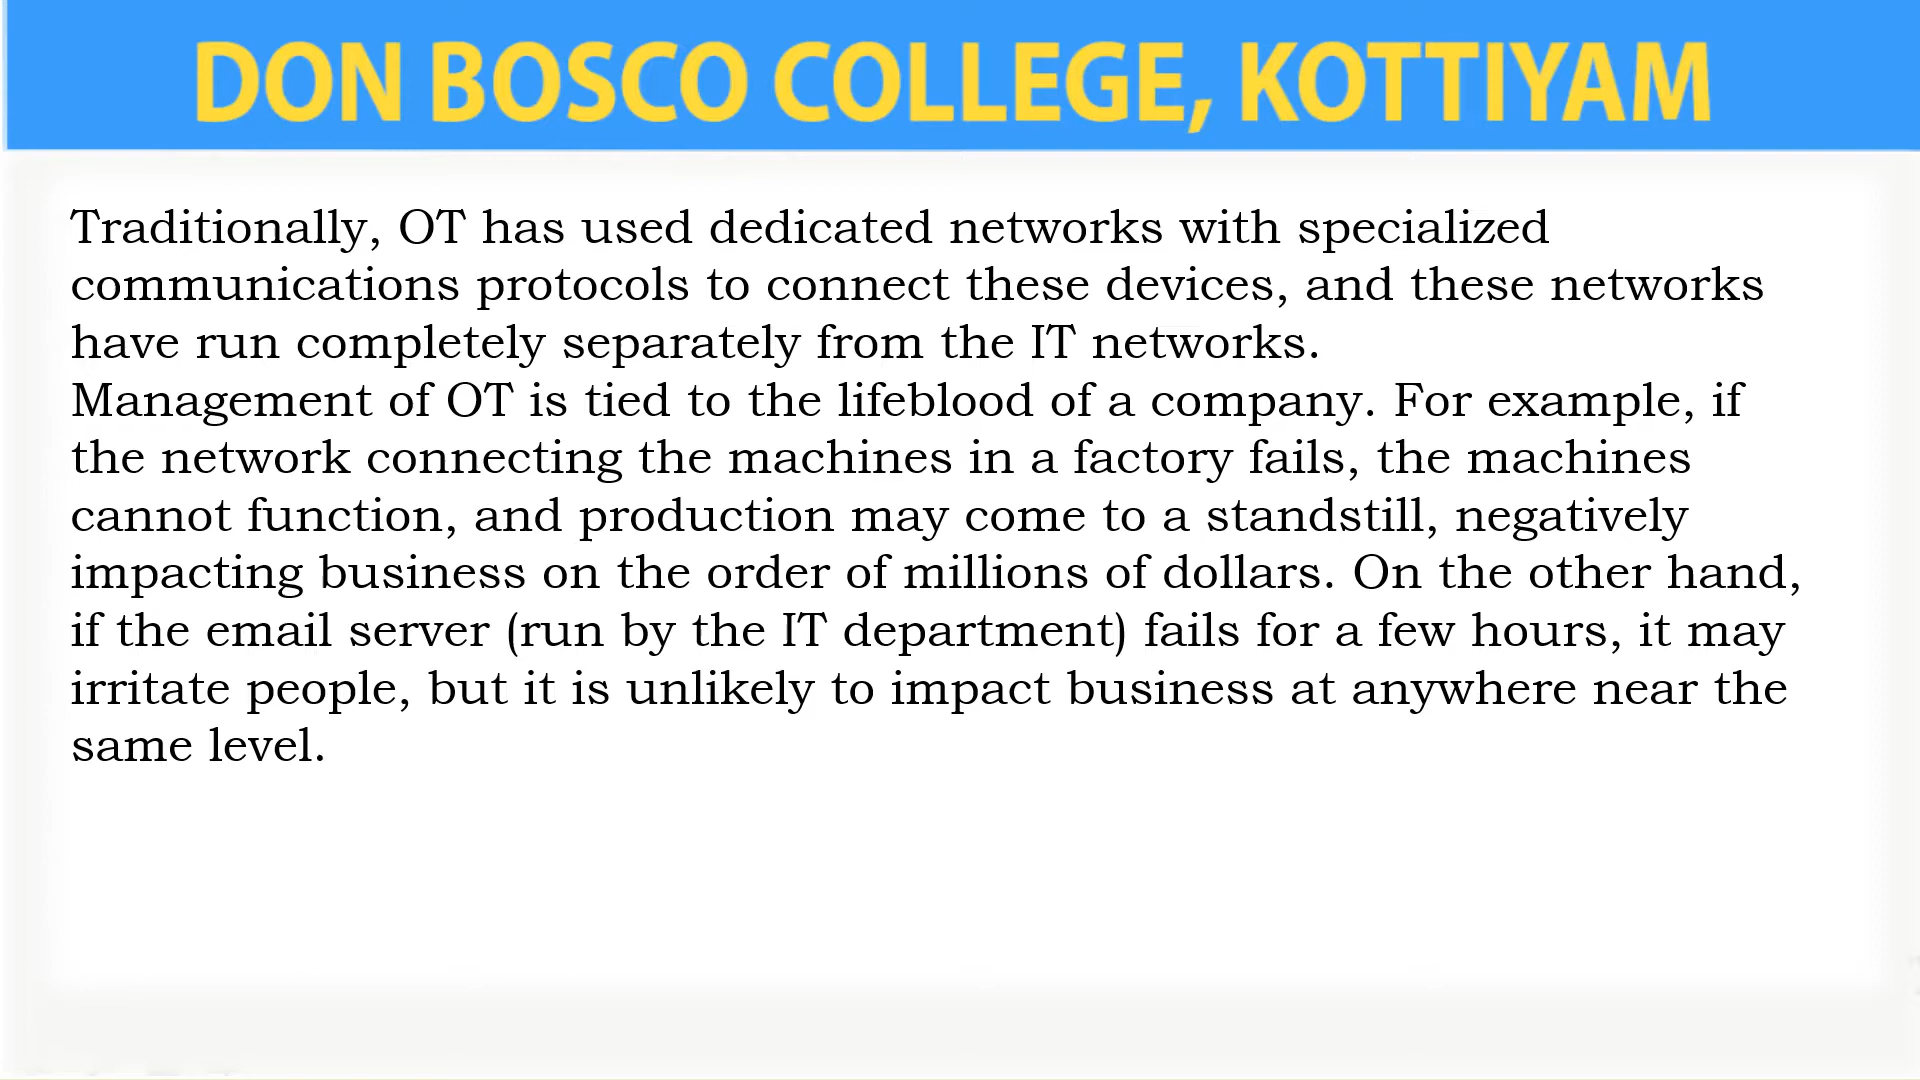 DON BOSCO COLLEGE, KOTTIYAM
Traditionally, OT has used dedicated networks with specialized
communications protocols to connect these devices, and these networks
have run completely separately from the IT networks.
Management of OT is tied to the lifeblood of a company. For example, if
the network connecting the machines in a factory fails, the machines
cannot function, and production may come to a standstill, negatively
impacting business on the order of millions of dollars. On the other hand,
if the email server (run by the IT department) fails for a few hours, it may
irritate people, but it is unlikely to impact business at anywhere near the
same level.